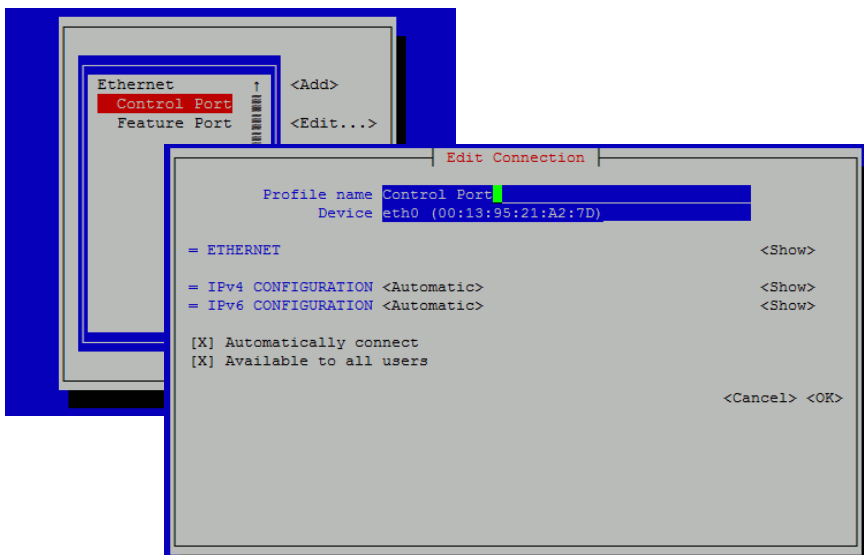 Ethernet ↑ <Add>
Control Port
Feature Port <Edit...>
Edit Connection
Profile name Control Port
Device eth0 (00:13:95:21:A2:7D)
= ETHERNET <Show>
= IPv4 CONFIGURATION <Automatic> <Show>
= IPv6 CONFIGURATION <Automatic> <Show>
[X] Automatically connect
[X] Available to all users
<Cancel> <OK>